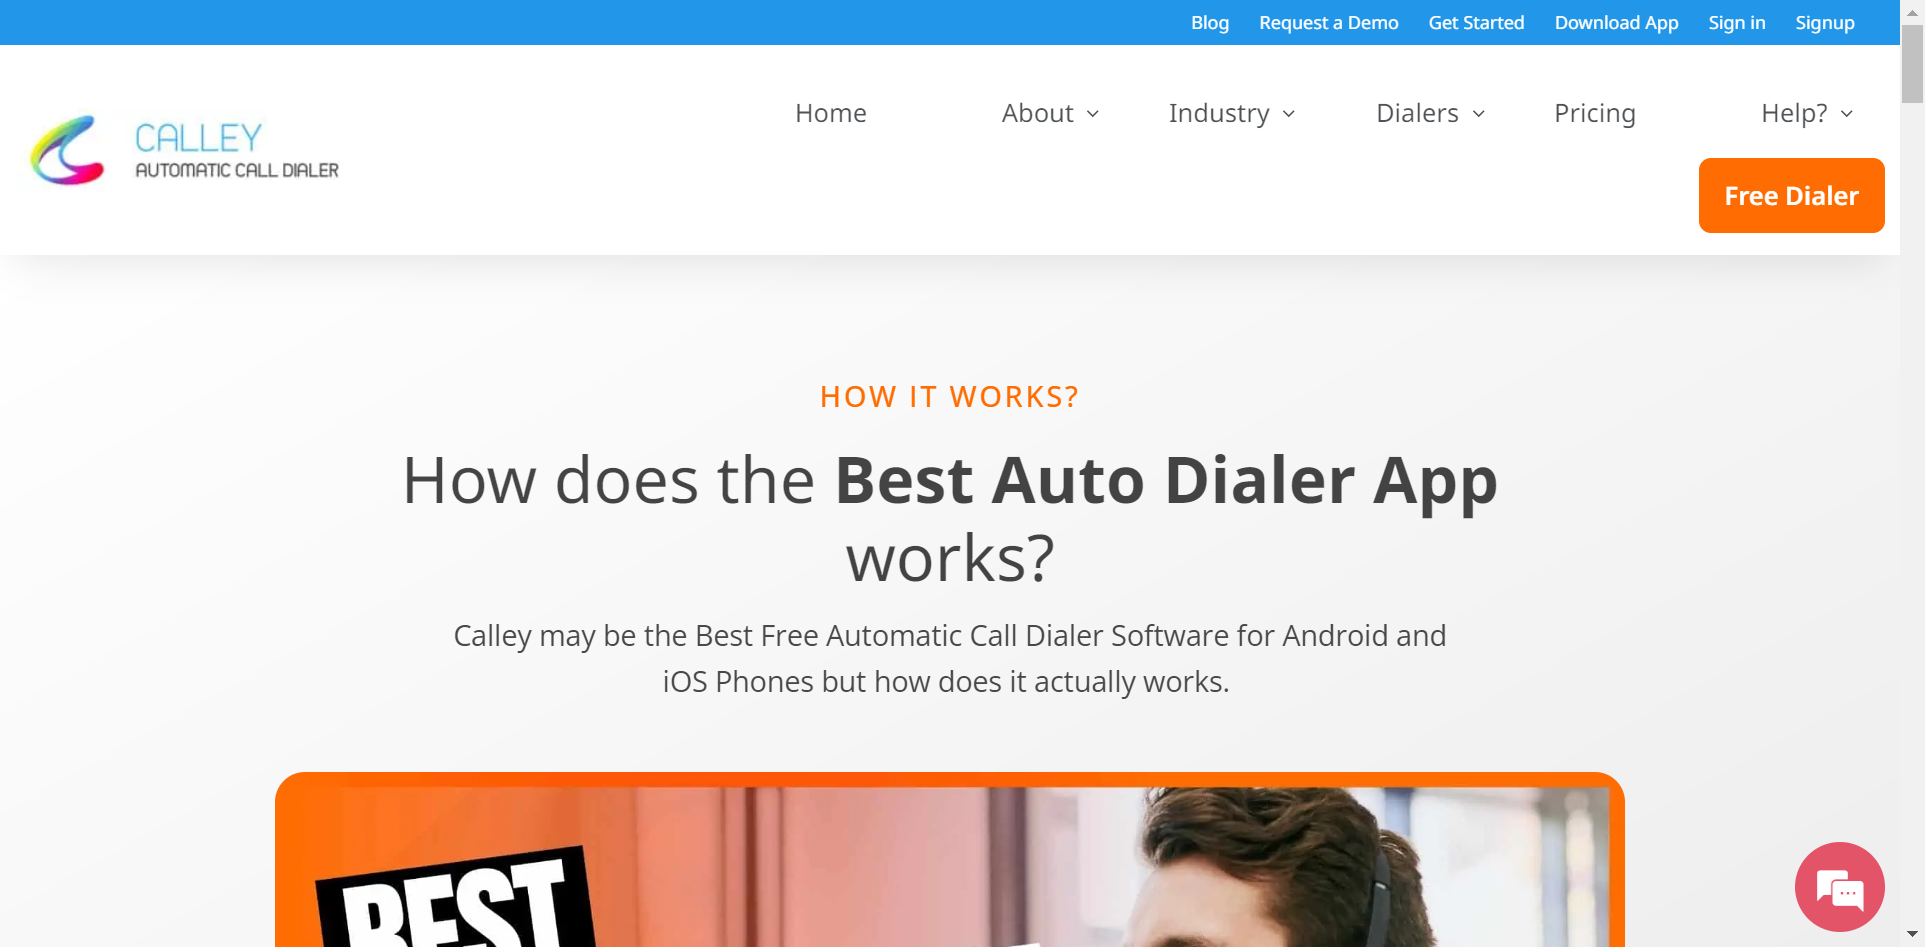 Blog Request a Demo Get Started Download App Sign in Signup
CALLEY
AUTOMATIC CALL DIALER
Home About Industry Dialers Pricing Help?
Free Dialer
HOW IT WORKS?
How does the Best Auto Dialer App
works?
Calley may be the Best Free Automatic Call Dialer Software for Android and
iOS Phones but how does it actually works.
BEST